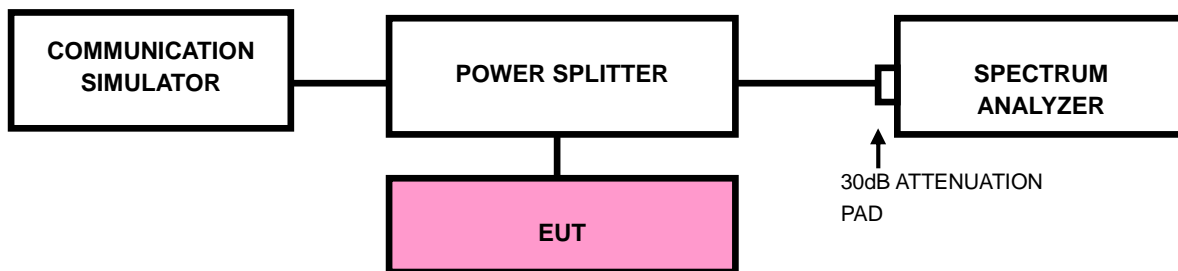 COMMUNICATION
SIMULATOR
POWER SPLITTER
SPECTRUM
ANALYZER
30dB ATTENUATION
PAD
EUT